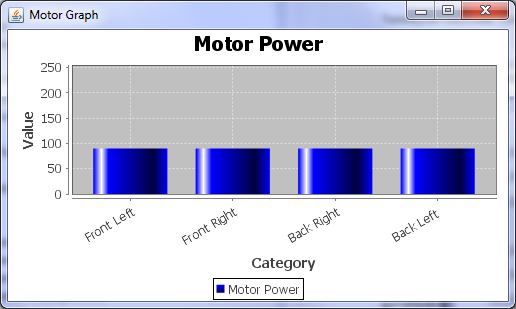 Motor Graph
Motor Power
250
200
150
100
50
0
Value
Front Left
Front Right
Back Right
Back Left
Category
Motor Power